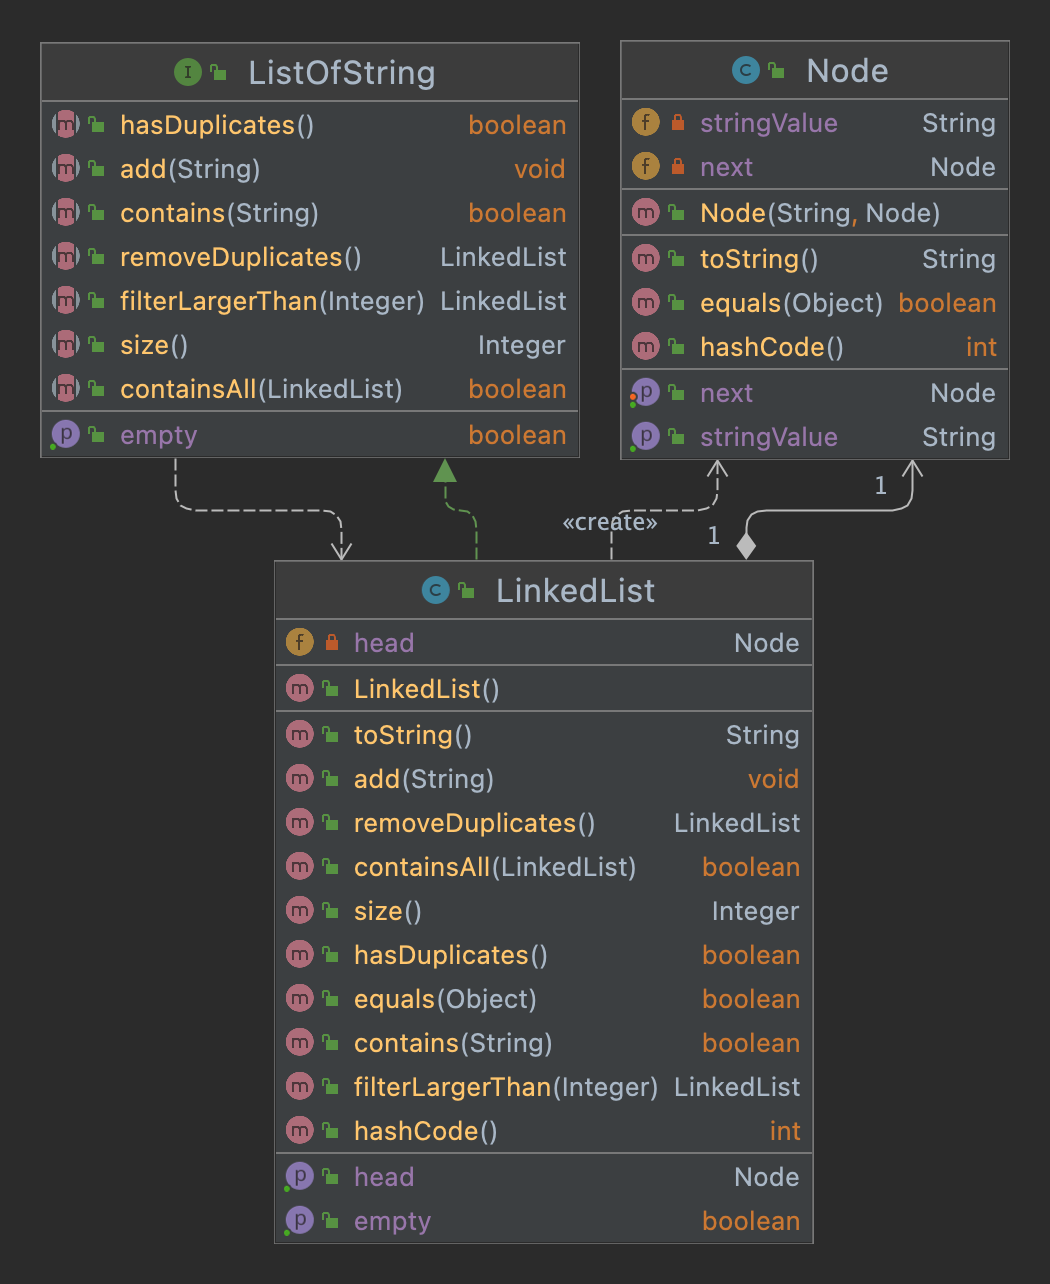 ListOfString
hasDuplicates() boolean
add(String) void
contains(String) boolean
removeDuplicates() LinkedList
filterLargerThan(Integer) LinkedList
size() Integer
containsAll(LinkedList) boolean
empty boolean
Node
stringValue String
next Node
Node(String, Node)
toString() String
equals(Object) boolean
hashCode() int
next Node
stringValue String
1
«create»
1
LinkedList
head Node
LinkedList()
toString() String
add(String) void
removeDuplicates() LinkedList
containsAll(LinkedList) boolean
size() Integer
hasDuplicates() boolean
equals(Object) boolean
contains(String) boolean
filterLargerThan(Integer) LinkedList
hashCode() int
head Node
empty boolean